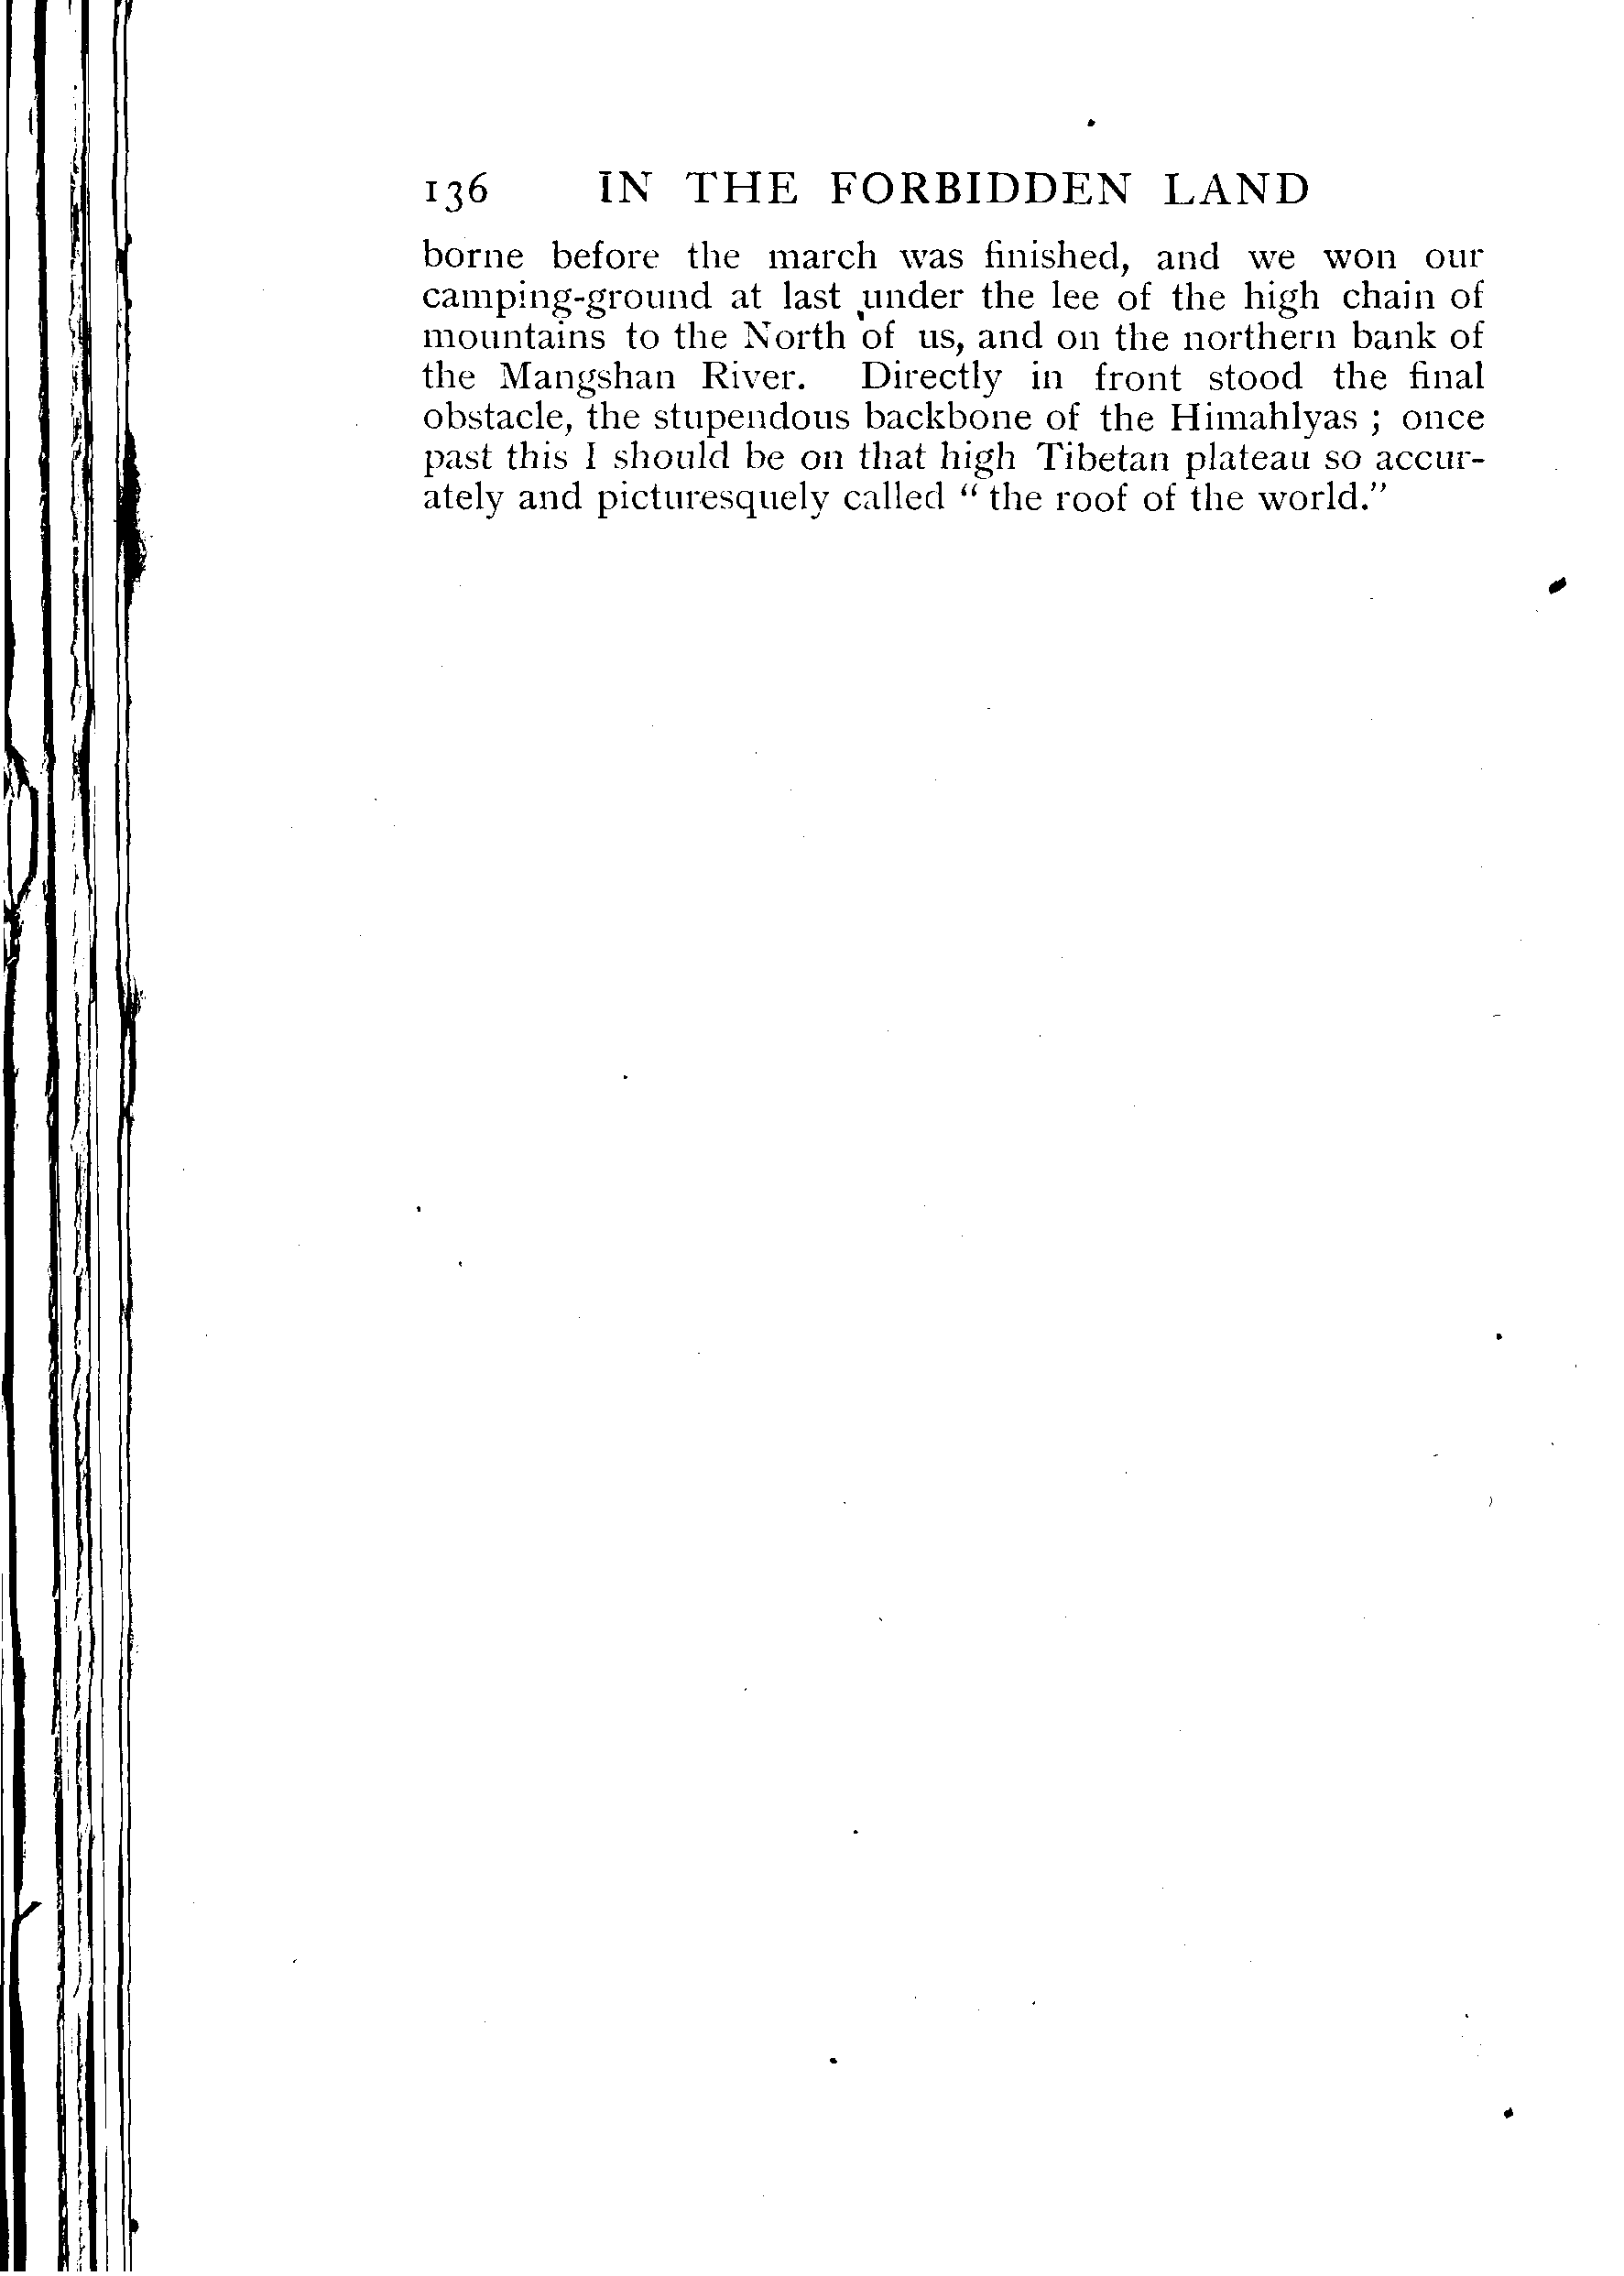 136 IN THE FORBIDDEN LAND
borne before the march was finished, and we won our
camping-ground at last under the lee of the high chain of
mountains to the North of us, and on the northern bank of
the Mangshan River. Directly in front stood the final
obstacle, the stupendous backbone of the Himahlyas ; once
past this I should be on that high Tibetan plateau so accur-
ately and picturesquely called “ the roof of the world.”